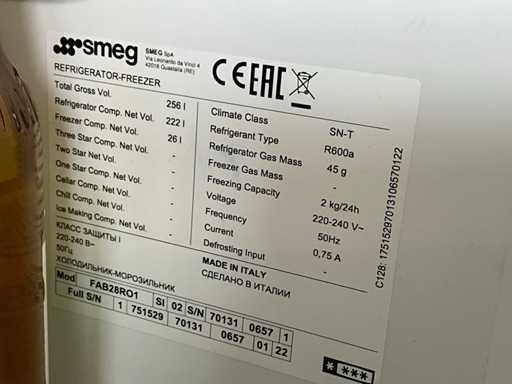 smeg
SMEG SpA
Via Leonardo da Vinci 4
42016 Guastalla (RE)
CE EAC
REFRIGERATOR-FREEZER
Total Gross Vol. 256 l
Refrigerator Comp. Net Vol. 222 l
Freezer Comp. Net Vol. 26 l
Three Star Comp. Net Vol. -
Two Star Net Vol. -
One Star Comp. Net Vol. -
Cellar Comp. Net Vol. -
Chill Comp. Net Vol. -
Ice Making Comp. Net Vol. -
Climate Class SN-T
Refrigerant Type R600a
Refrigerator Gas Mass 45 g
Freezer Gas Mass -
Freezing Capacity 2 kg/24h
Voltage 220-240 V~
Frequency 50Hz
Current 0,75 A
Defrosting Input -
КЛАСС ЗАЩИТЫ I
220-240 В~
50Гц
ХОЛОДИЛЬНИК-МОРОЗИЛЬНИК
MADE IN ITALY
СДЕЛАНО В ИТАЛИИ
Mod FAB28RO1 SI 02 S/N 70131 0657 1
Full S/N 1 751529 70131 0657 01 22
* ***
C128: 17515297013106570122